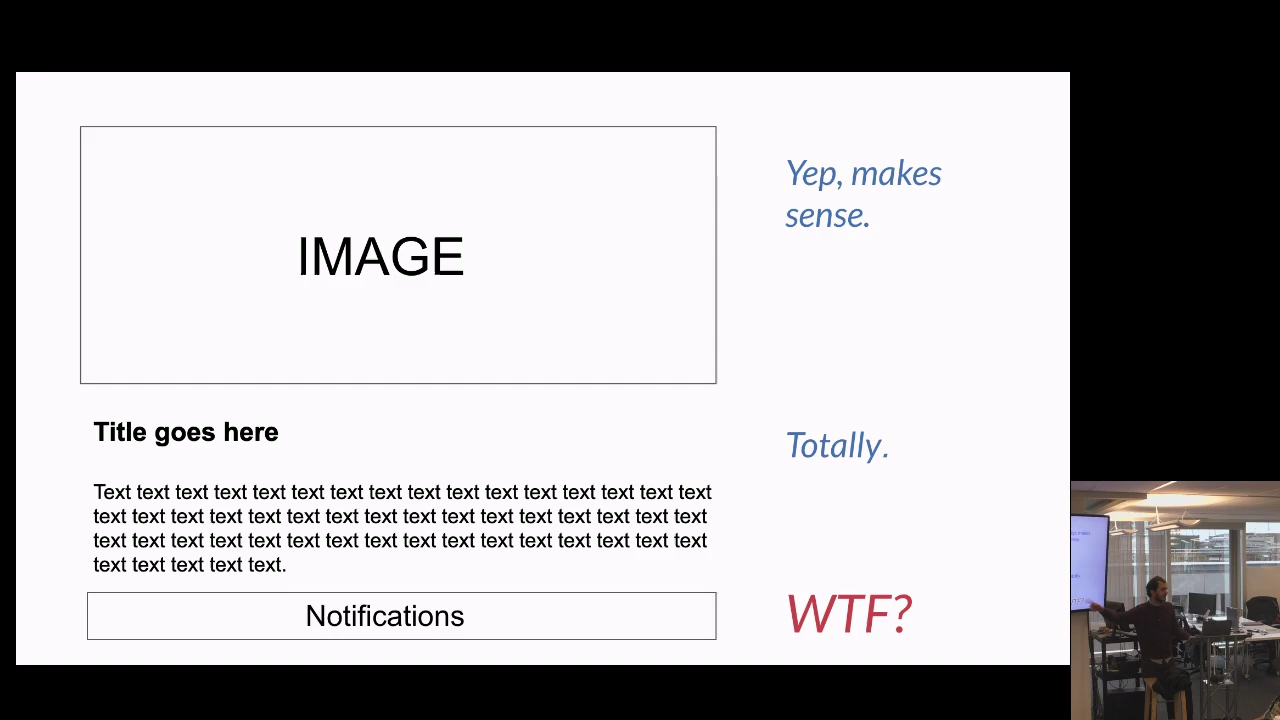 Yep, makes
sense.
IMAGE
Title goes here
Totally.
Text text text text text text text text text text text text text text text text
text text text text text text text text text text text text text text text text
text text text text text text text text text text text text text text text text
text text text text text.
Notifications
WTF?